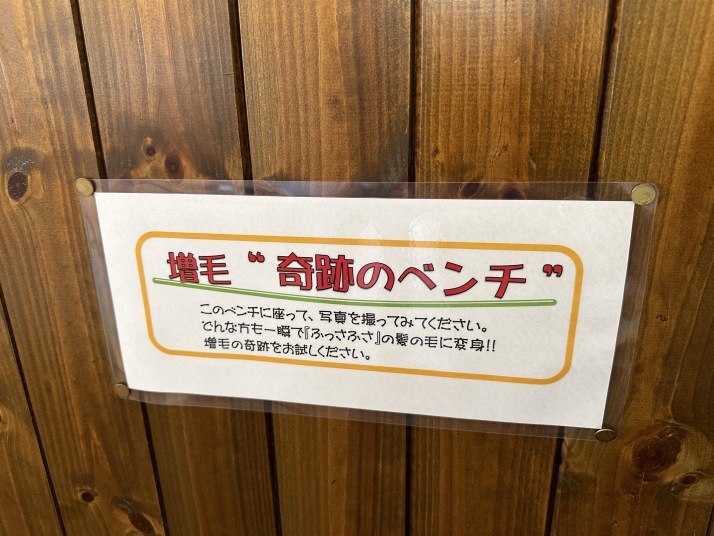 増毛 “ 奇跡のベンチ ”
このベンチに座って、写真を撮ってみてください。
どんな方も一瞬で『ふっさふさ』の髪の毛に変身!!
増毛の奇跡をお試しください。